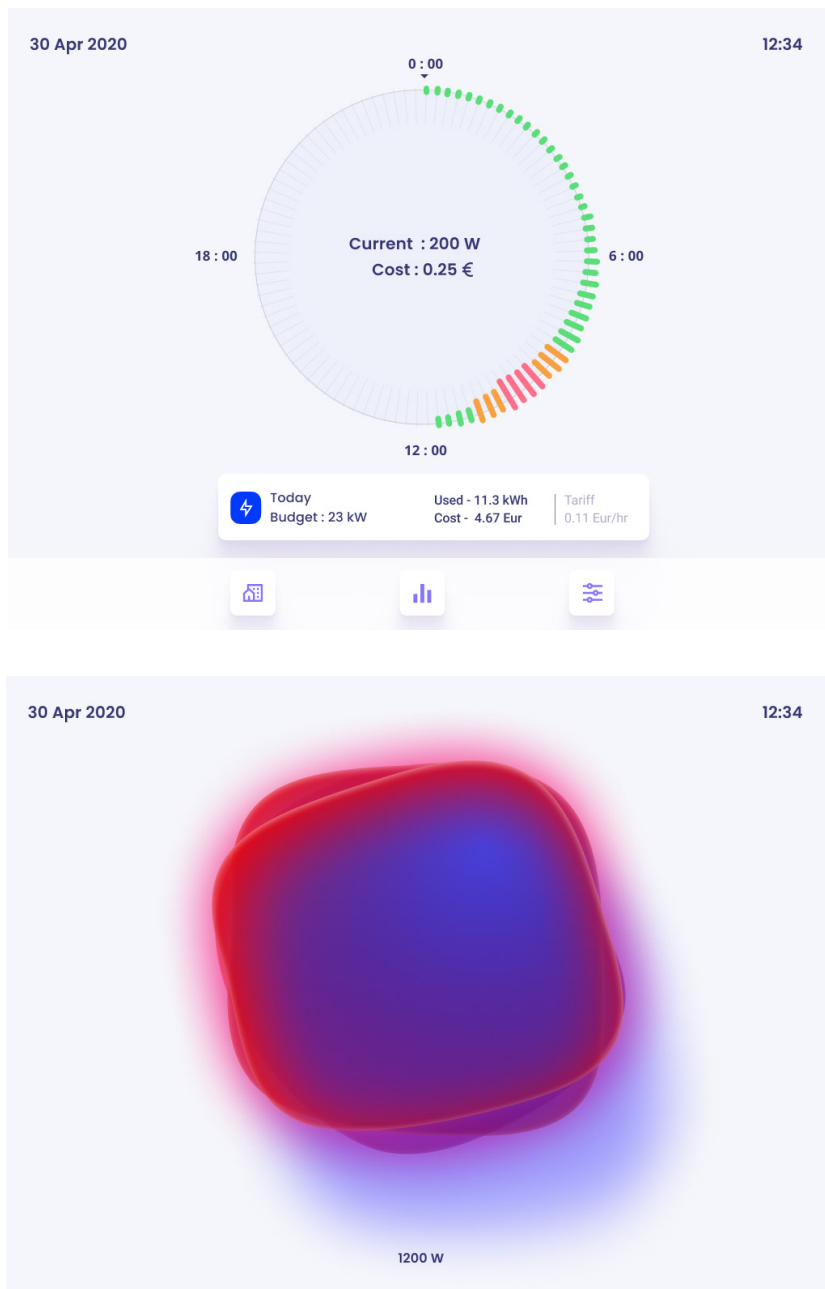 30 Apr 2020
12:34
0 : 00
18 : 00
Current : 200 W
Cost : 0.25 €
6 : 00
12 : 00
Today
Budget : 23 kW
Used - 11.3 kWh
Cost - 4.67 Eur
Tariff
0.11 Eur/hr
30 Apr 2020
12:34
1200 W